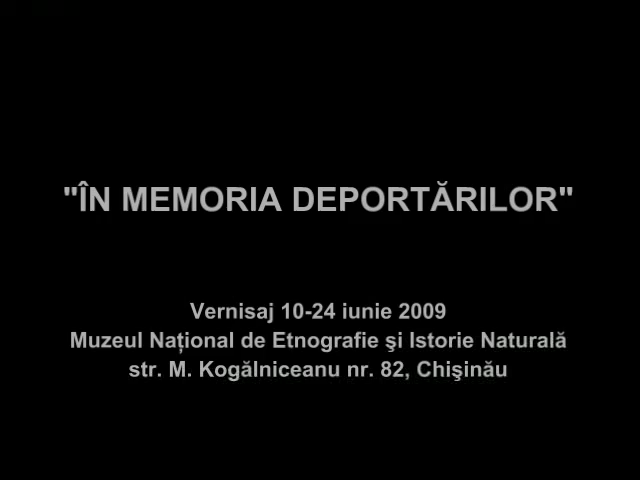 "ÎN MEMORIA DEPORTĂRILOR"
Vernisaj 10-24 iunie 2009
Muzeul Național de Etnografie şi Istorie Naturală
str. M. Kogălniceanu nr. 82, Chişinău